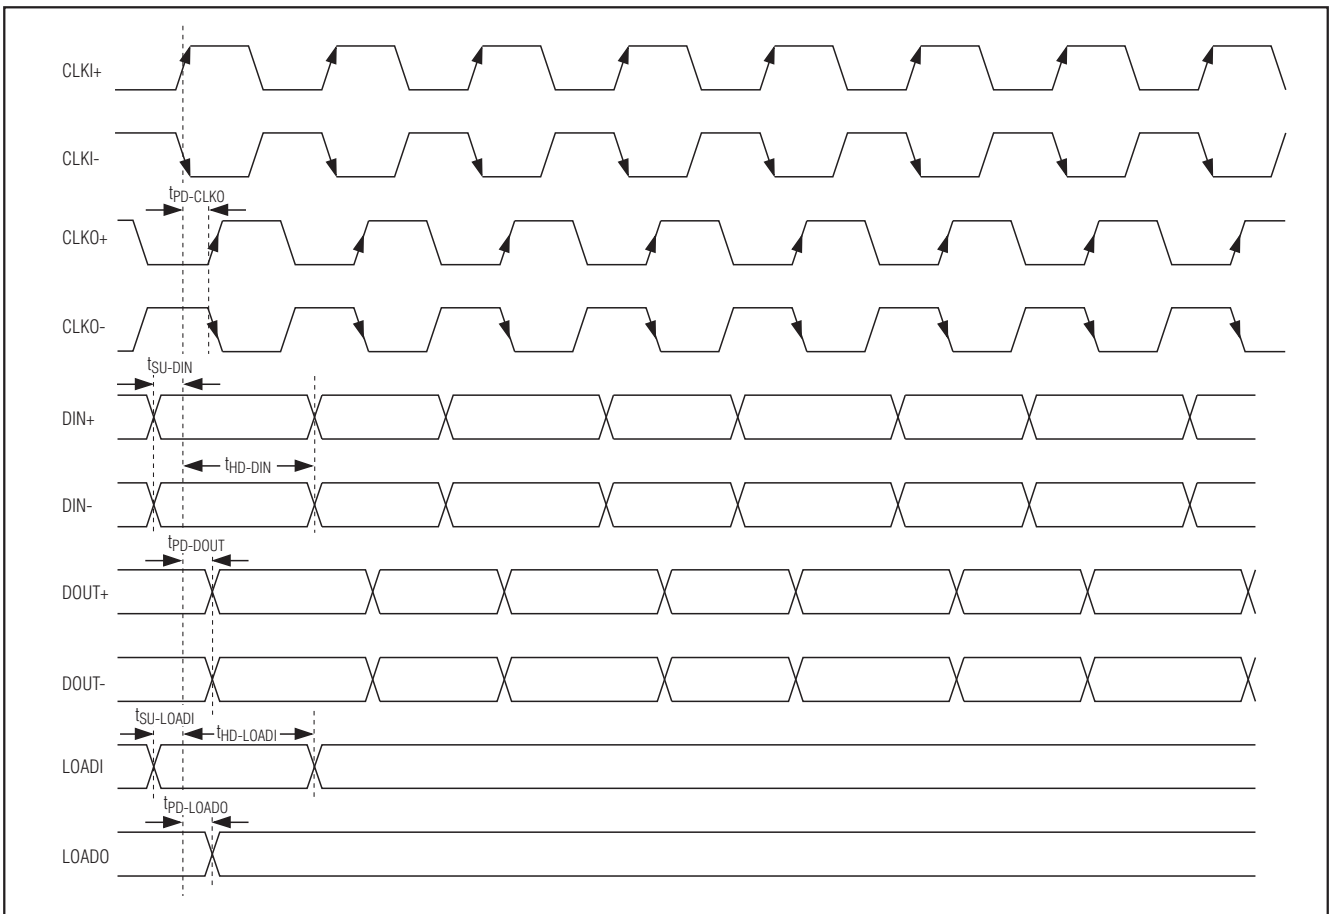 CLKI+
CLKI-
tPD-CLKO
CLKO+
CLKO-
tSU-DIN
DIN+
tHD-DIN
DIN-
tPD-DOUT
DOUT+
DOUT-
tSU-LOADI
tHD-LOADI
LOADI
tPD-LOADO
LOADO